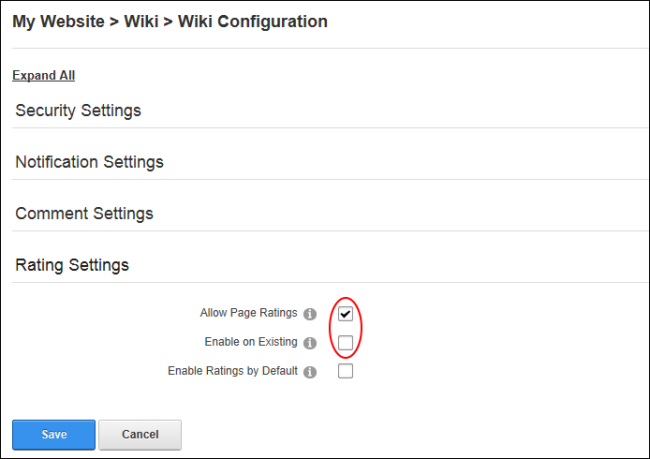 My Website > Wiki > Wiki Configuration
Expand All
Security Settings
Notification Settings
Comment Settings
Rating Settings
Allow Page Ratings
Enable on Existing
Enable Ratings by Default
Save Cancel